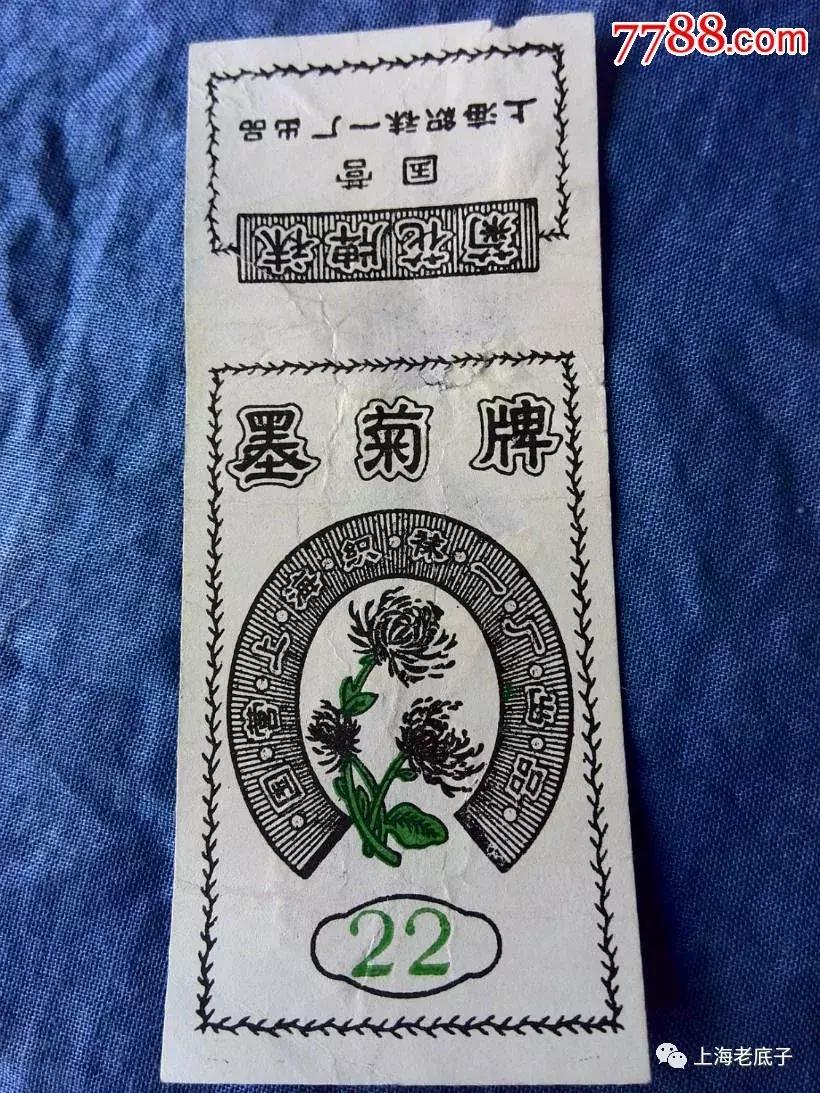 7788.com
菊花牌袜
国营
上海織袜一厂出品
墨菊牌
·国·营·上·海·织·袜·一·厂·出·品·
22
上海老底子